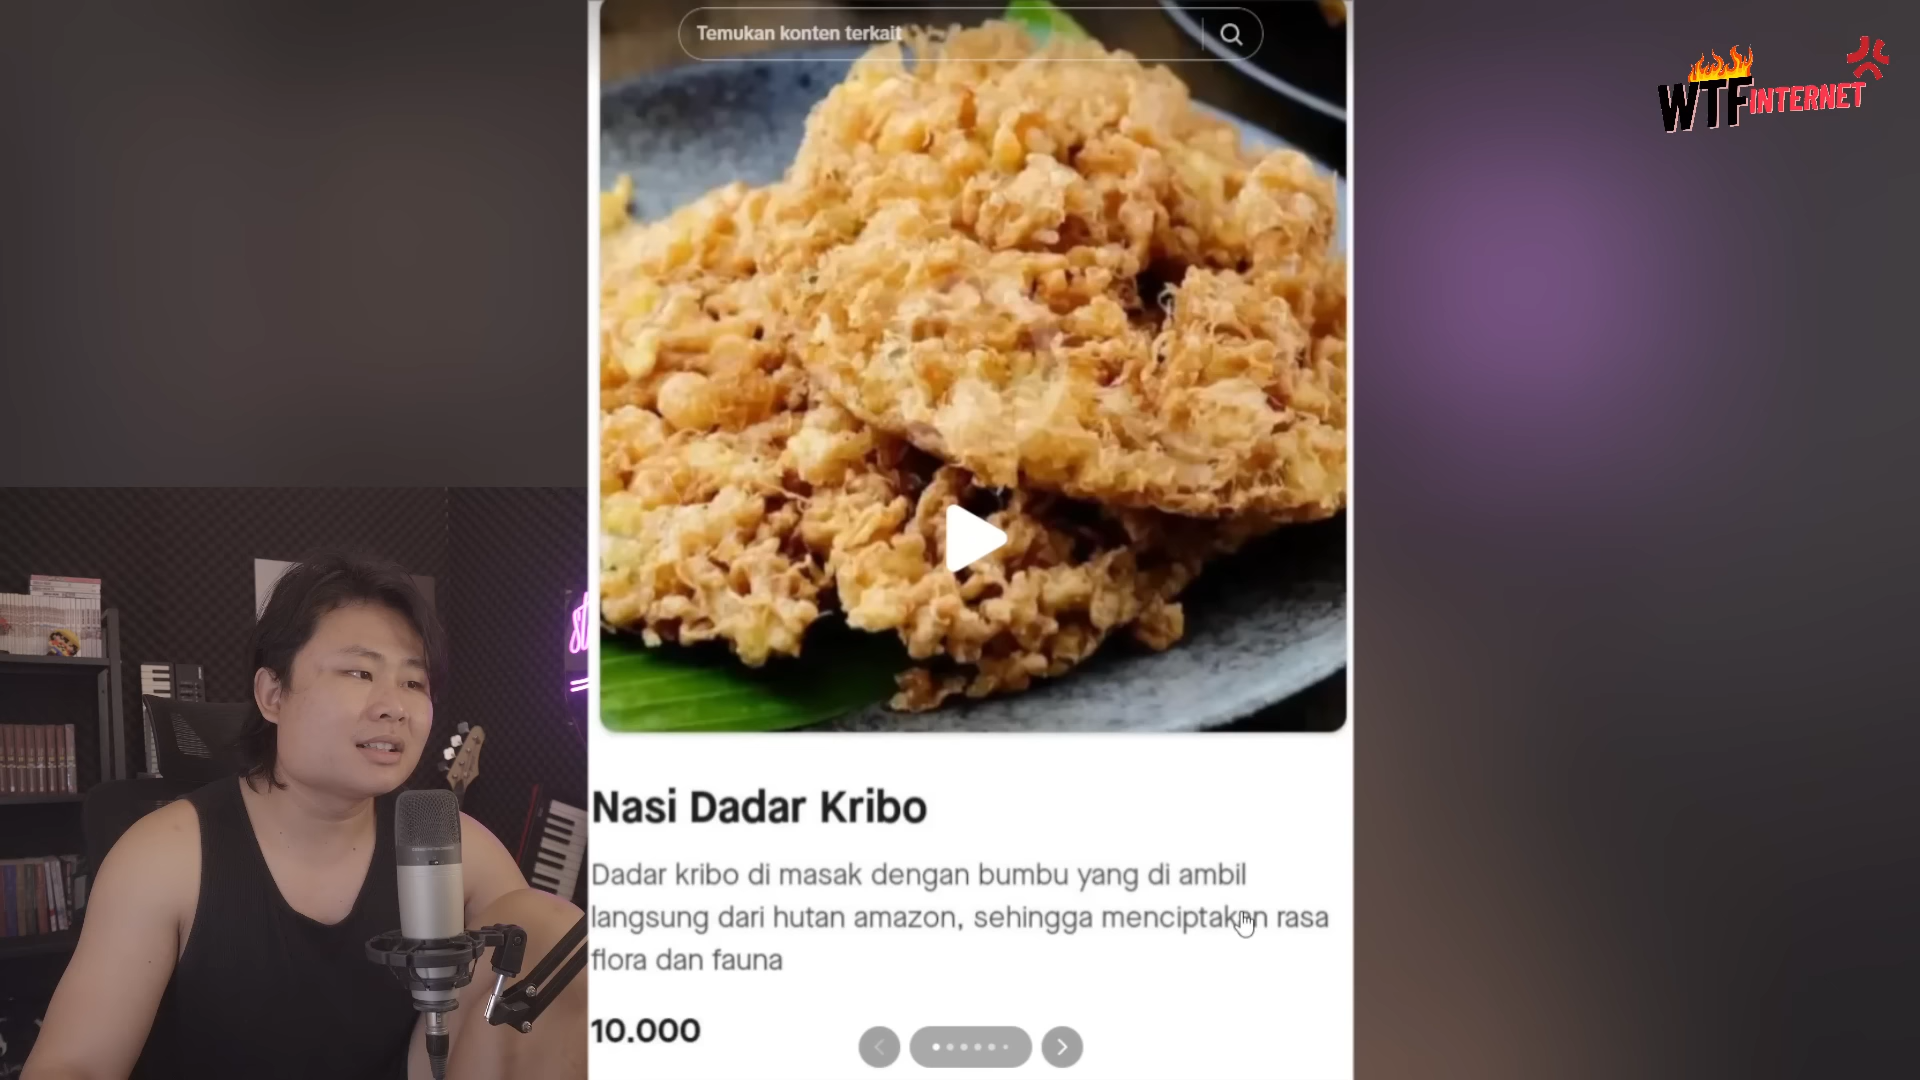 Temukan konten terkait
WTF INTERNET
Nasi Dadar Kribo
Dadar kribo di masak dengan bumbu yang di ambil
langsung dari hutan amazon, sehingga menciptakan rasa
flora dan fauna
10.000